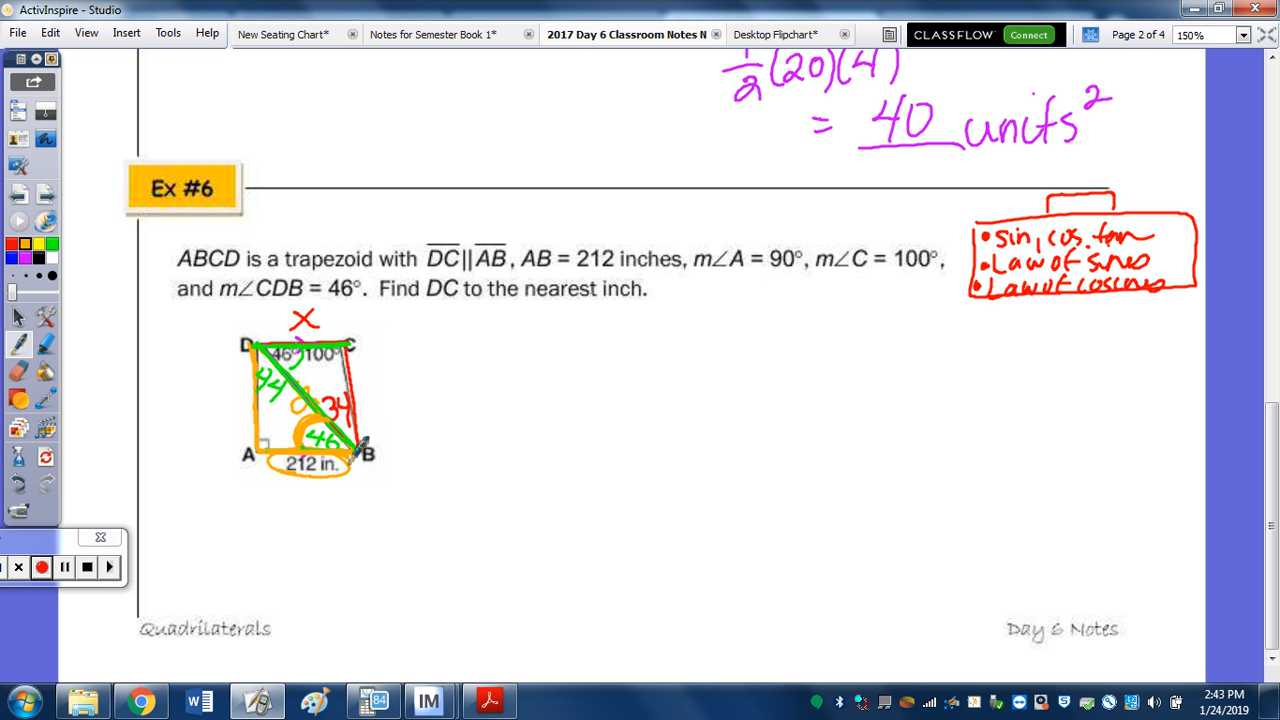 ActivInspire - Studio
File Edit View Insert Tools Help
New Seating Chart* Notes for Semester Book 1* 2017 Day 6 Classroom Notes N Desktop Flipchart*
CLASSFLOW Connect
Page 2 of 4 150%
1/2 (20)(4)
= 40 units²
Ex #6
• sin, cos, tan
• Law of sines
• Law of cosines
ABCD is a trapezoid with DC || AB, AB = 212 inches, m∠A = 90°, m∠C = 100°,
and m∠CDB = 46°. Find DC to the nearest inch.
X
D C
46° 100°
44
34
46
A B
212 in.
Quadrilaterals Day 6 Notes
84
IM
2:43 PM
1/24/2019